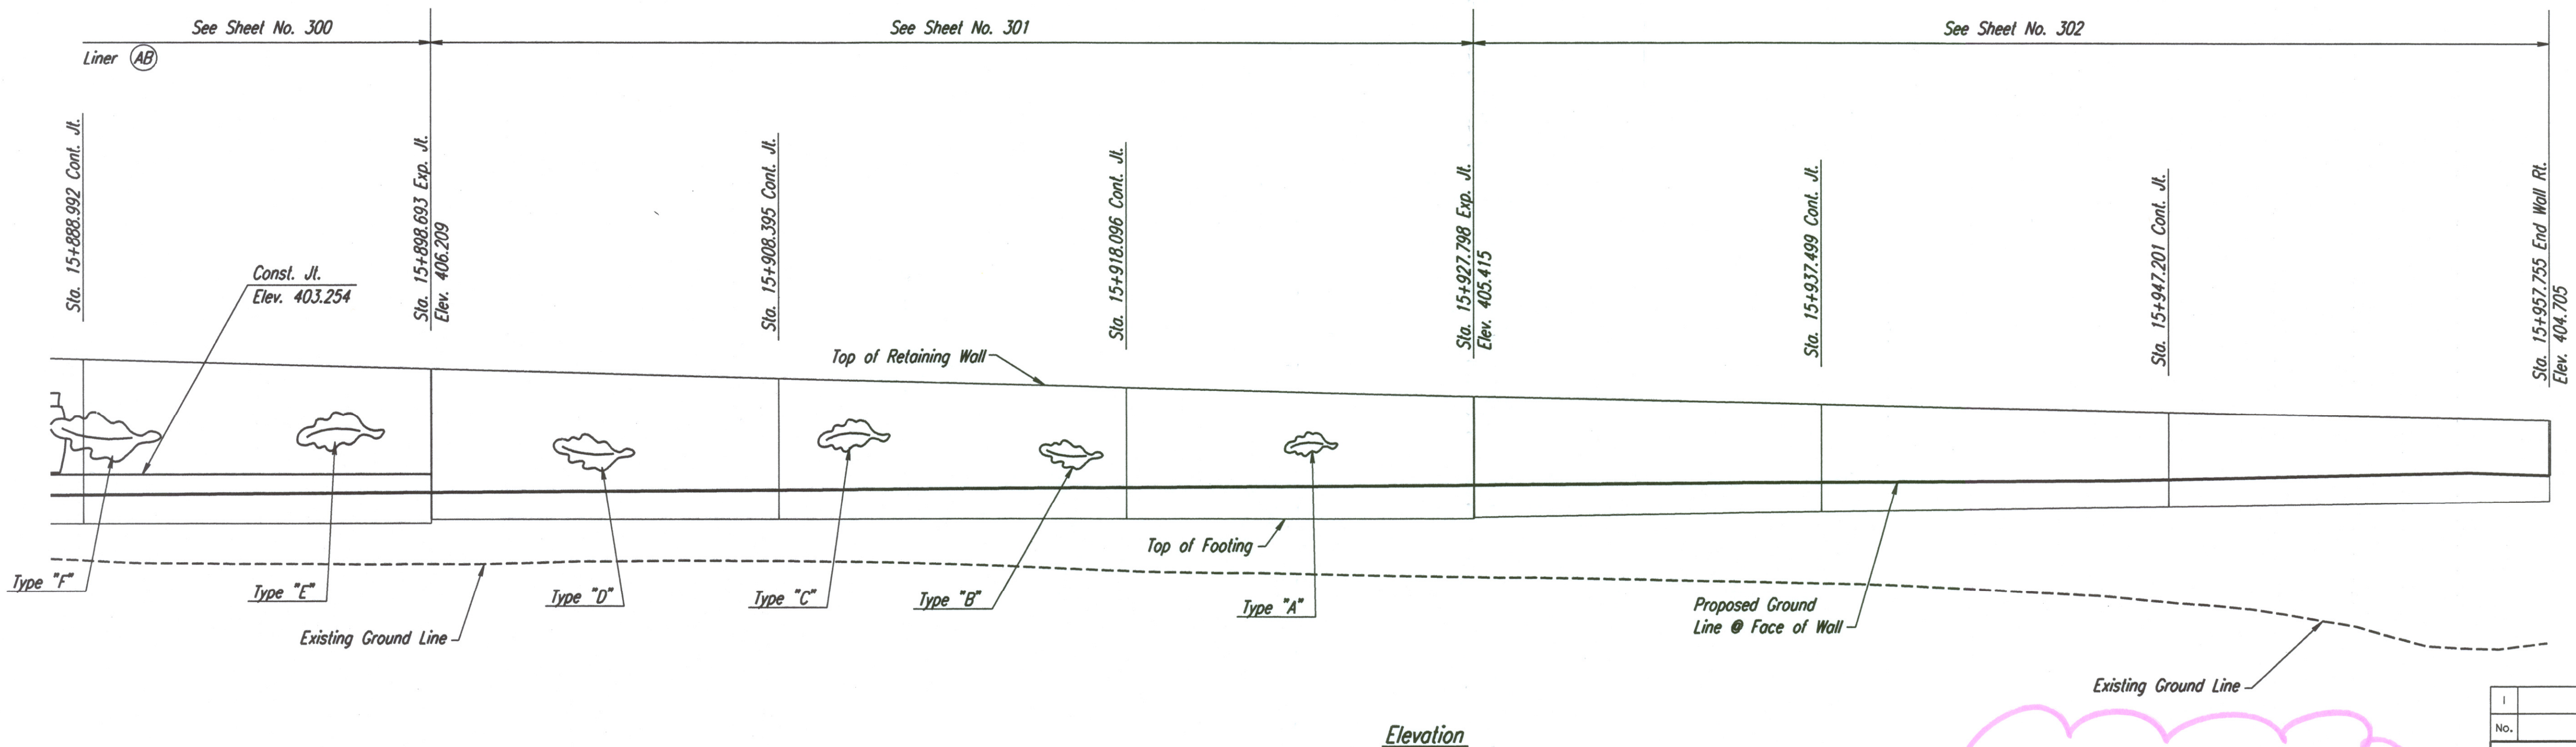 See Sheet No. 300
See Sheet No. 301
See Sheet No. 302
Liner AB
Sta. 15+888.992 Cont. Jt.
Sta. 15+898.693 Exp. Jt.
Elev. 406.209
Sta. 15+908.395 Cont. Jt.
Sta. 15+918.096 Cont. Jt.
Sta. 15+927.798 Exp. Jt.
Elev. 405.415
Sta. 15+937.499 Cont. Jt.
Sta. 15+947.201 Cont. Jt.
Sta. 15+957.755 End Wall Rt.
Elev. 404.705
Const. Jt.
Elev. 403.254
Top of Retaining Wall
Top of Footing
Type "F"
Type "E"
Type "D"
Type "C"
Type "B"
Type "A"
Existing Ground Line
Proposed Ground
Line @ Face of Wall
Existing Ground Line
Elevation
1
No.